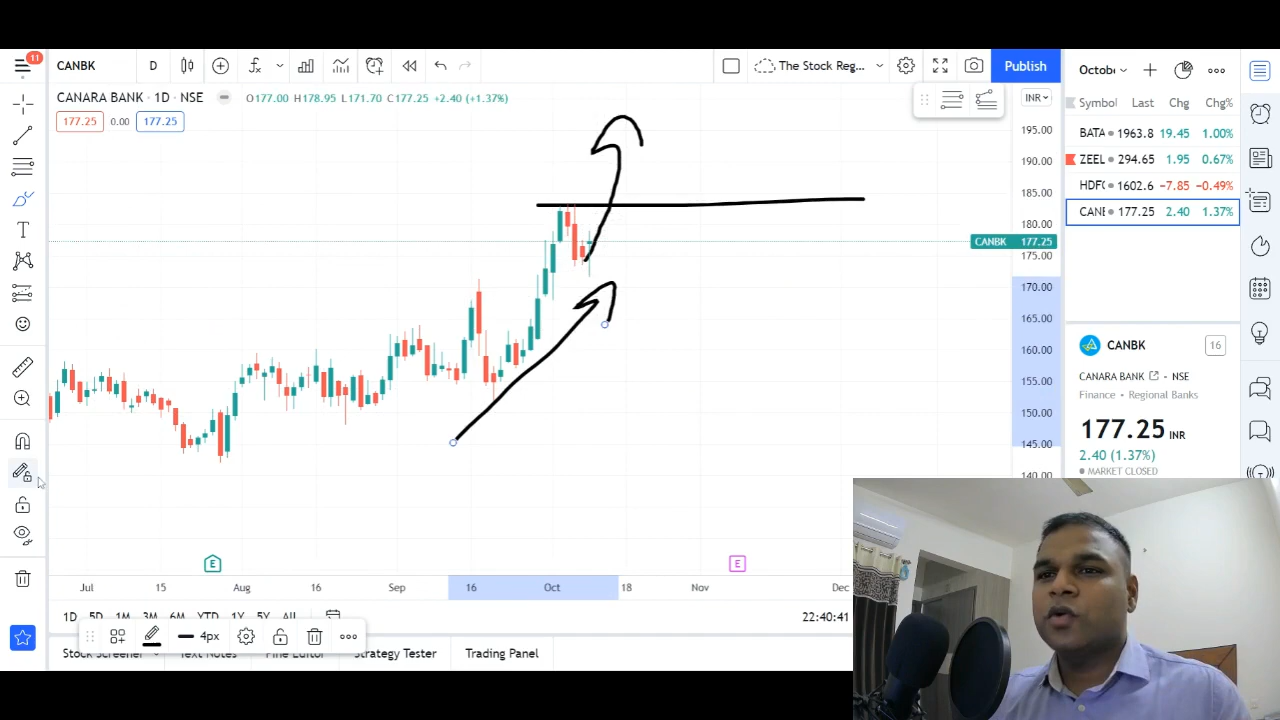 11
CANBK
D
The Stock Reg...
Publish
Octobe
CANARA BANK · 1D · NSE
O177.00 H178.95 L171.70 C177.25 +2.40 (+1.37%)
177.25
0.00
177.25
INR
Symbol Last Chg Chg%
BATA 1963.8 19.45 1.00%
ZEEL 294.65 1.95 0.67%
HDFC 1602.6 -7.85 -0.49%
CANB 177.25 2.40 1.37%
195.00
190.00
185.00
180.00
CANBK 177.25
175.00
170.00
165.00
160.00
155.00
150.00
145.00
140.00
CANBK
16
CANARA BANK - NSE
Finance • Regional Banks
177.25 INR
2.40 (1.37%)
MARKET CLOSED
E
E
Jul 15 Aug 16 Sep 16 Oct 18 Nov Dec
1D 5D 1M 3M 6M YTD 1Y 5Y All
22:40:41
4px
Stock Screener Text Notes Pine Editor Strategy Tester Trading Panel